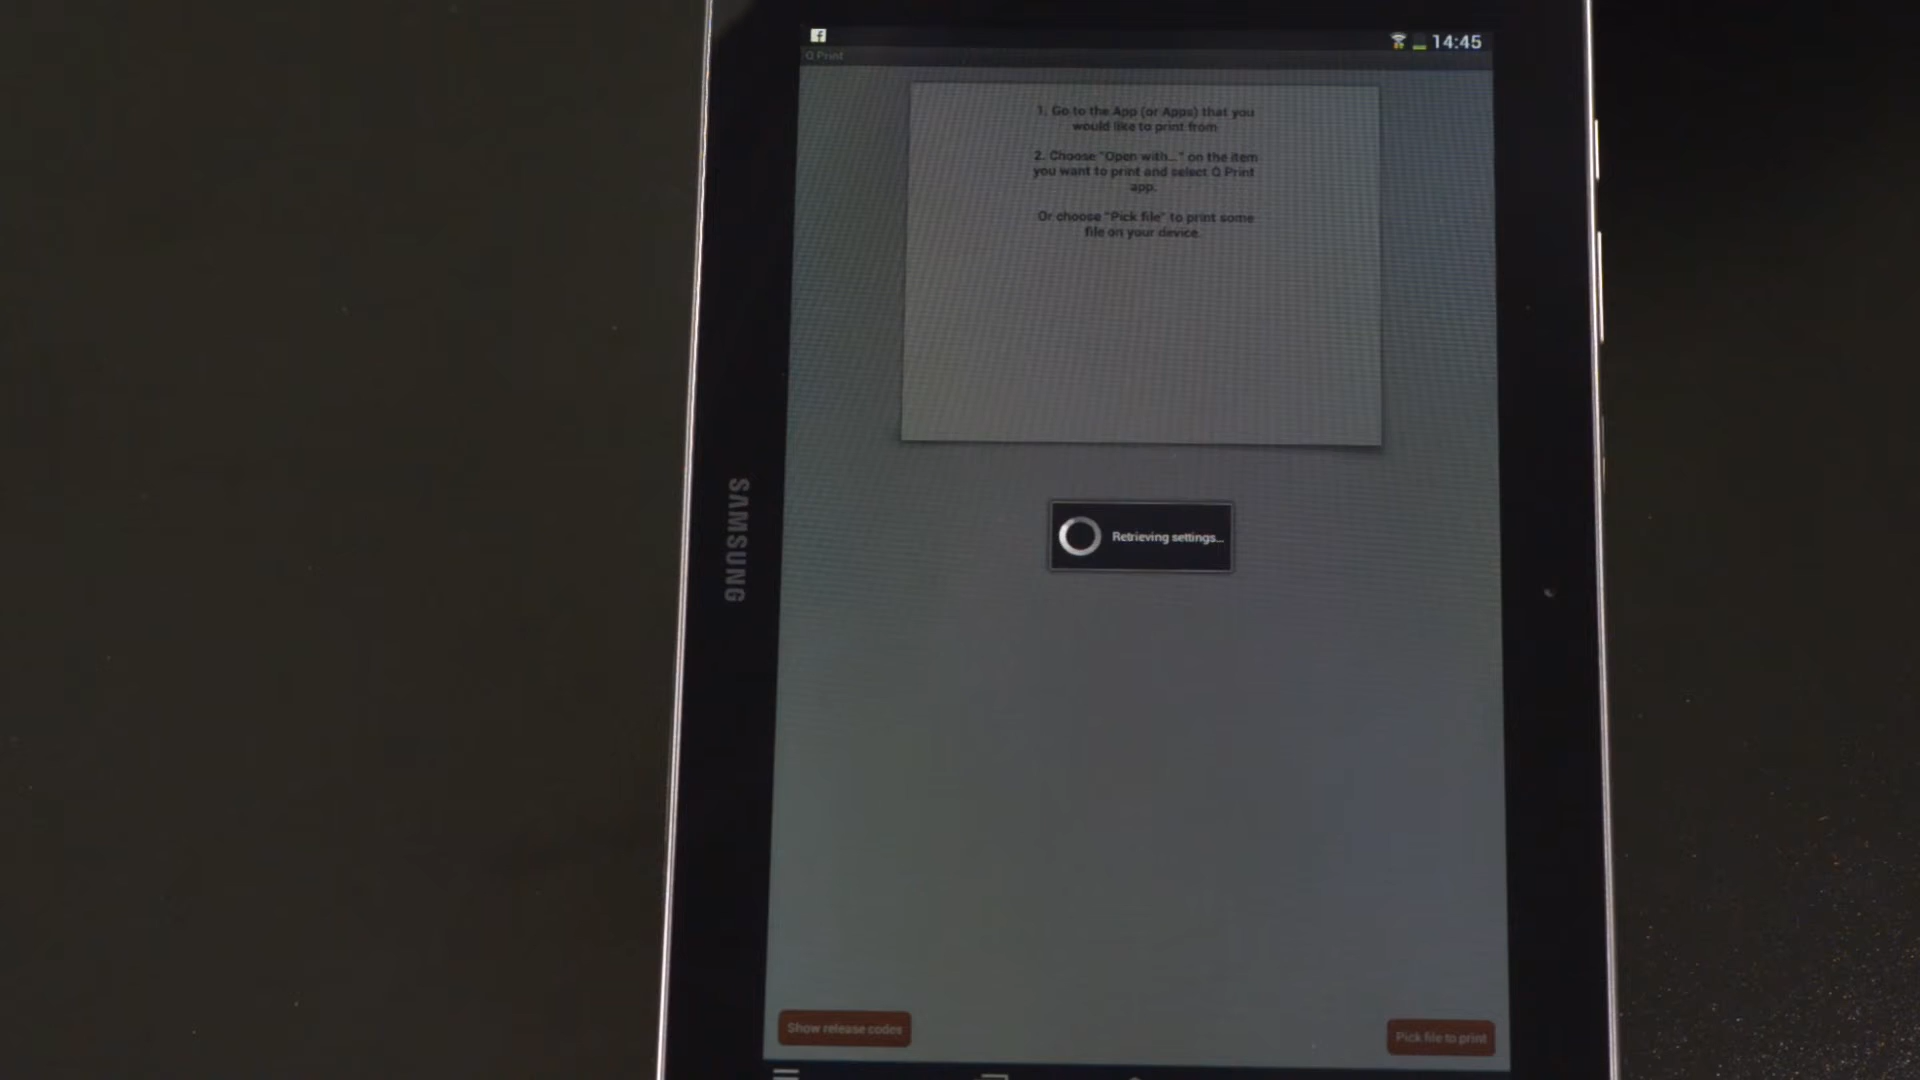 14:45
Q Print
1. Go to the App (or Apps) that you
would like to print from
2. Choose "Open with..." on the item
you want to print and select Q Print
app.
Or choose "Pick file" to print some
file on your device.
SAMSUNG
Retrieving settings...
Show release codes
Pick file to print